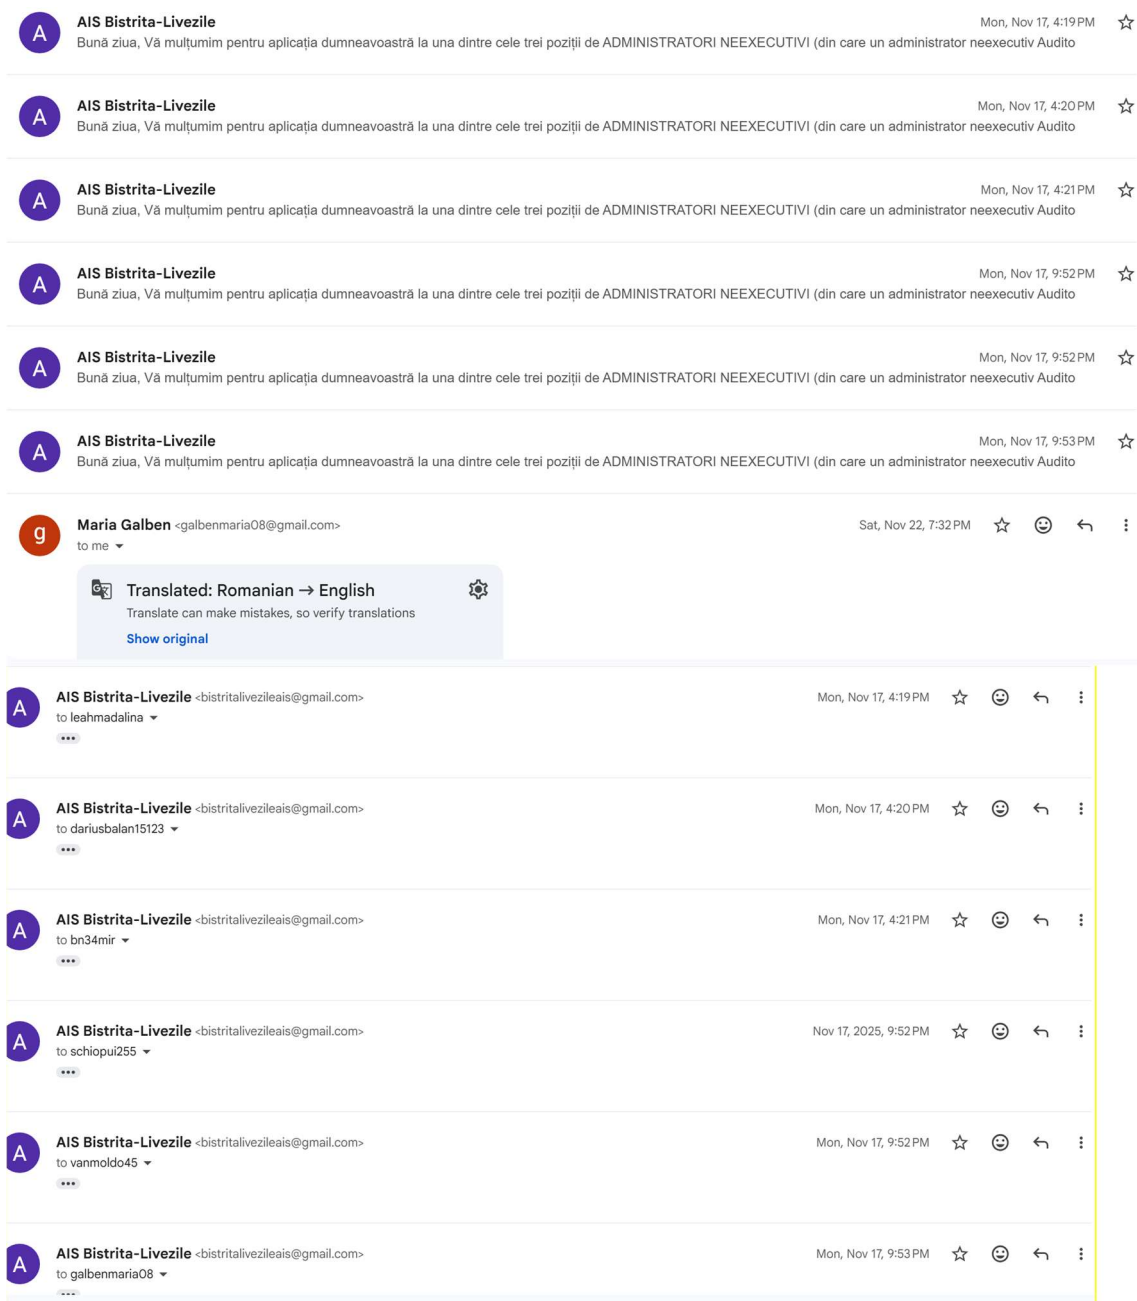 A
AIS Bistrita-Livezile
Mon, Nov 17, 4:19 PM
Bună ziua, Vă mulțumim pentru aplicația dumneavoastră la una dintre cele trei poziții de ADMINISTRATORI NEEXECUTIVI (din care un administrator neexecutiv Audito
A
AIS Bistrita-Livezile
Mon, Nov 17, 4:20 PM
Bună ziua, Vă mulțumim pentru aplicația dumneavoastră la una dintre cele trei poziții de ADMINISTRATORI NEEXECUTIVI (din care un administrator neexecutiv Audito
A
AIS Bistrita-Livezile
Mon, Nov 17, 4:21 PM
Bună ziua, Vă mulțumim pentru aplicația dumneavoastră la una dintre cele trei poziții de ADMINISTRATORI NEEXECUTIVI (din care un administrator neexecutiv Audito
A
AIS Bistrita-Livezile
Mon, Nov 17, 9:52 PM
Bună ziua, Vă mulțumim pentru aplicația dumneavoastră la una dintre cele trei poziții de ADMINISTRATORI NEEXECUTIVI (din care un administrator neexecutiv Audito
A
AIS Bistrita-Livezile
Mon, Nov 17, 9:52 PM
Bună ziua, Vă mulțumim pentru aplicația dumneavoastră la una dintre cele trei poziții de ADMINISTRATORI NEEXECUTIVI (din care un administrator neexecutiv Audito
A
AIS Bistrita-Livezile
Mon, Nov 17, 9:53 PM
Bună ziua, Vă mulțumim pentru aplicația dumneavoastră la una dintre cele trei poziții de ADMINISTRATORI NEEXECUTIVI (din care un administrator neexecutiv Audito
g
Maria Galben <galbenmaria08@gmail.com>
Sat, Nov 22, 7:32 PM
to me
Translated: Romanian → English
Translate can make mistakes, so verify translations
Show original
A
AIS Bistrita-Livezile <bistritalivezileais@gmail.com>
Mon, Nov 17, 4:19 PM
to leahmadalina
A
AIS Bistrita-Livezile <bistritalivezileais@gmail.com>
Mon, Nov 17, 4:20 PM
to dariusbalan15123
A
AIS Bistrita-Livezile <bistritalivezileais@gmail.com>
Mon, Nov 17, 4:21 PM
to bn34mir
A
AIS Bistrita-Livezile <bistritalivezileais@gmail.com>
Nov 17, 2025, 9:52 PM
to schiopui255
A
AIS Bistrita-Livezile <bistritalivezileais@gmail.com>
Mon, Nov 17, 9:52 PM
to vanmoldo45
A
AIS Bistrita-Livezile <bistritalivezileais@gmail.com>
Mon, Nov 17, 9:53 PM
to galbenmaria08